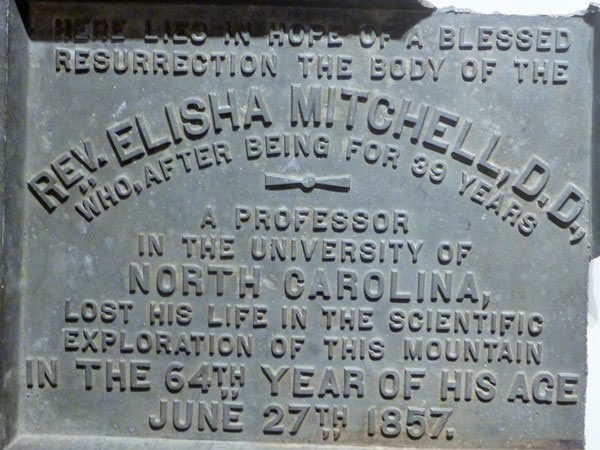 HERE LIES IN HOPE OF A BLESSED
RESURRECTION THE BODY OF THE
REV. ELISHA MITCHELL, D.D.,
WHO, AFTER BEING FOR 39 YEARS
A PROFESSOR
IN THE UNIVERSITY OF
NORTH CAROLINA,
LOST HIS LIFE IN THE SCIENTIFIC
EXPLORATION OF THIS MOUNTAIN
IN THE 64TH YEAR OF HIS AGE
JUNE 27TH 1857.